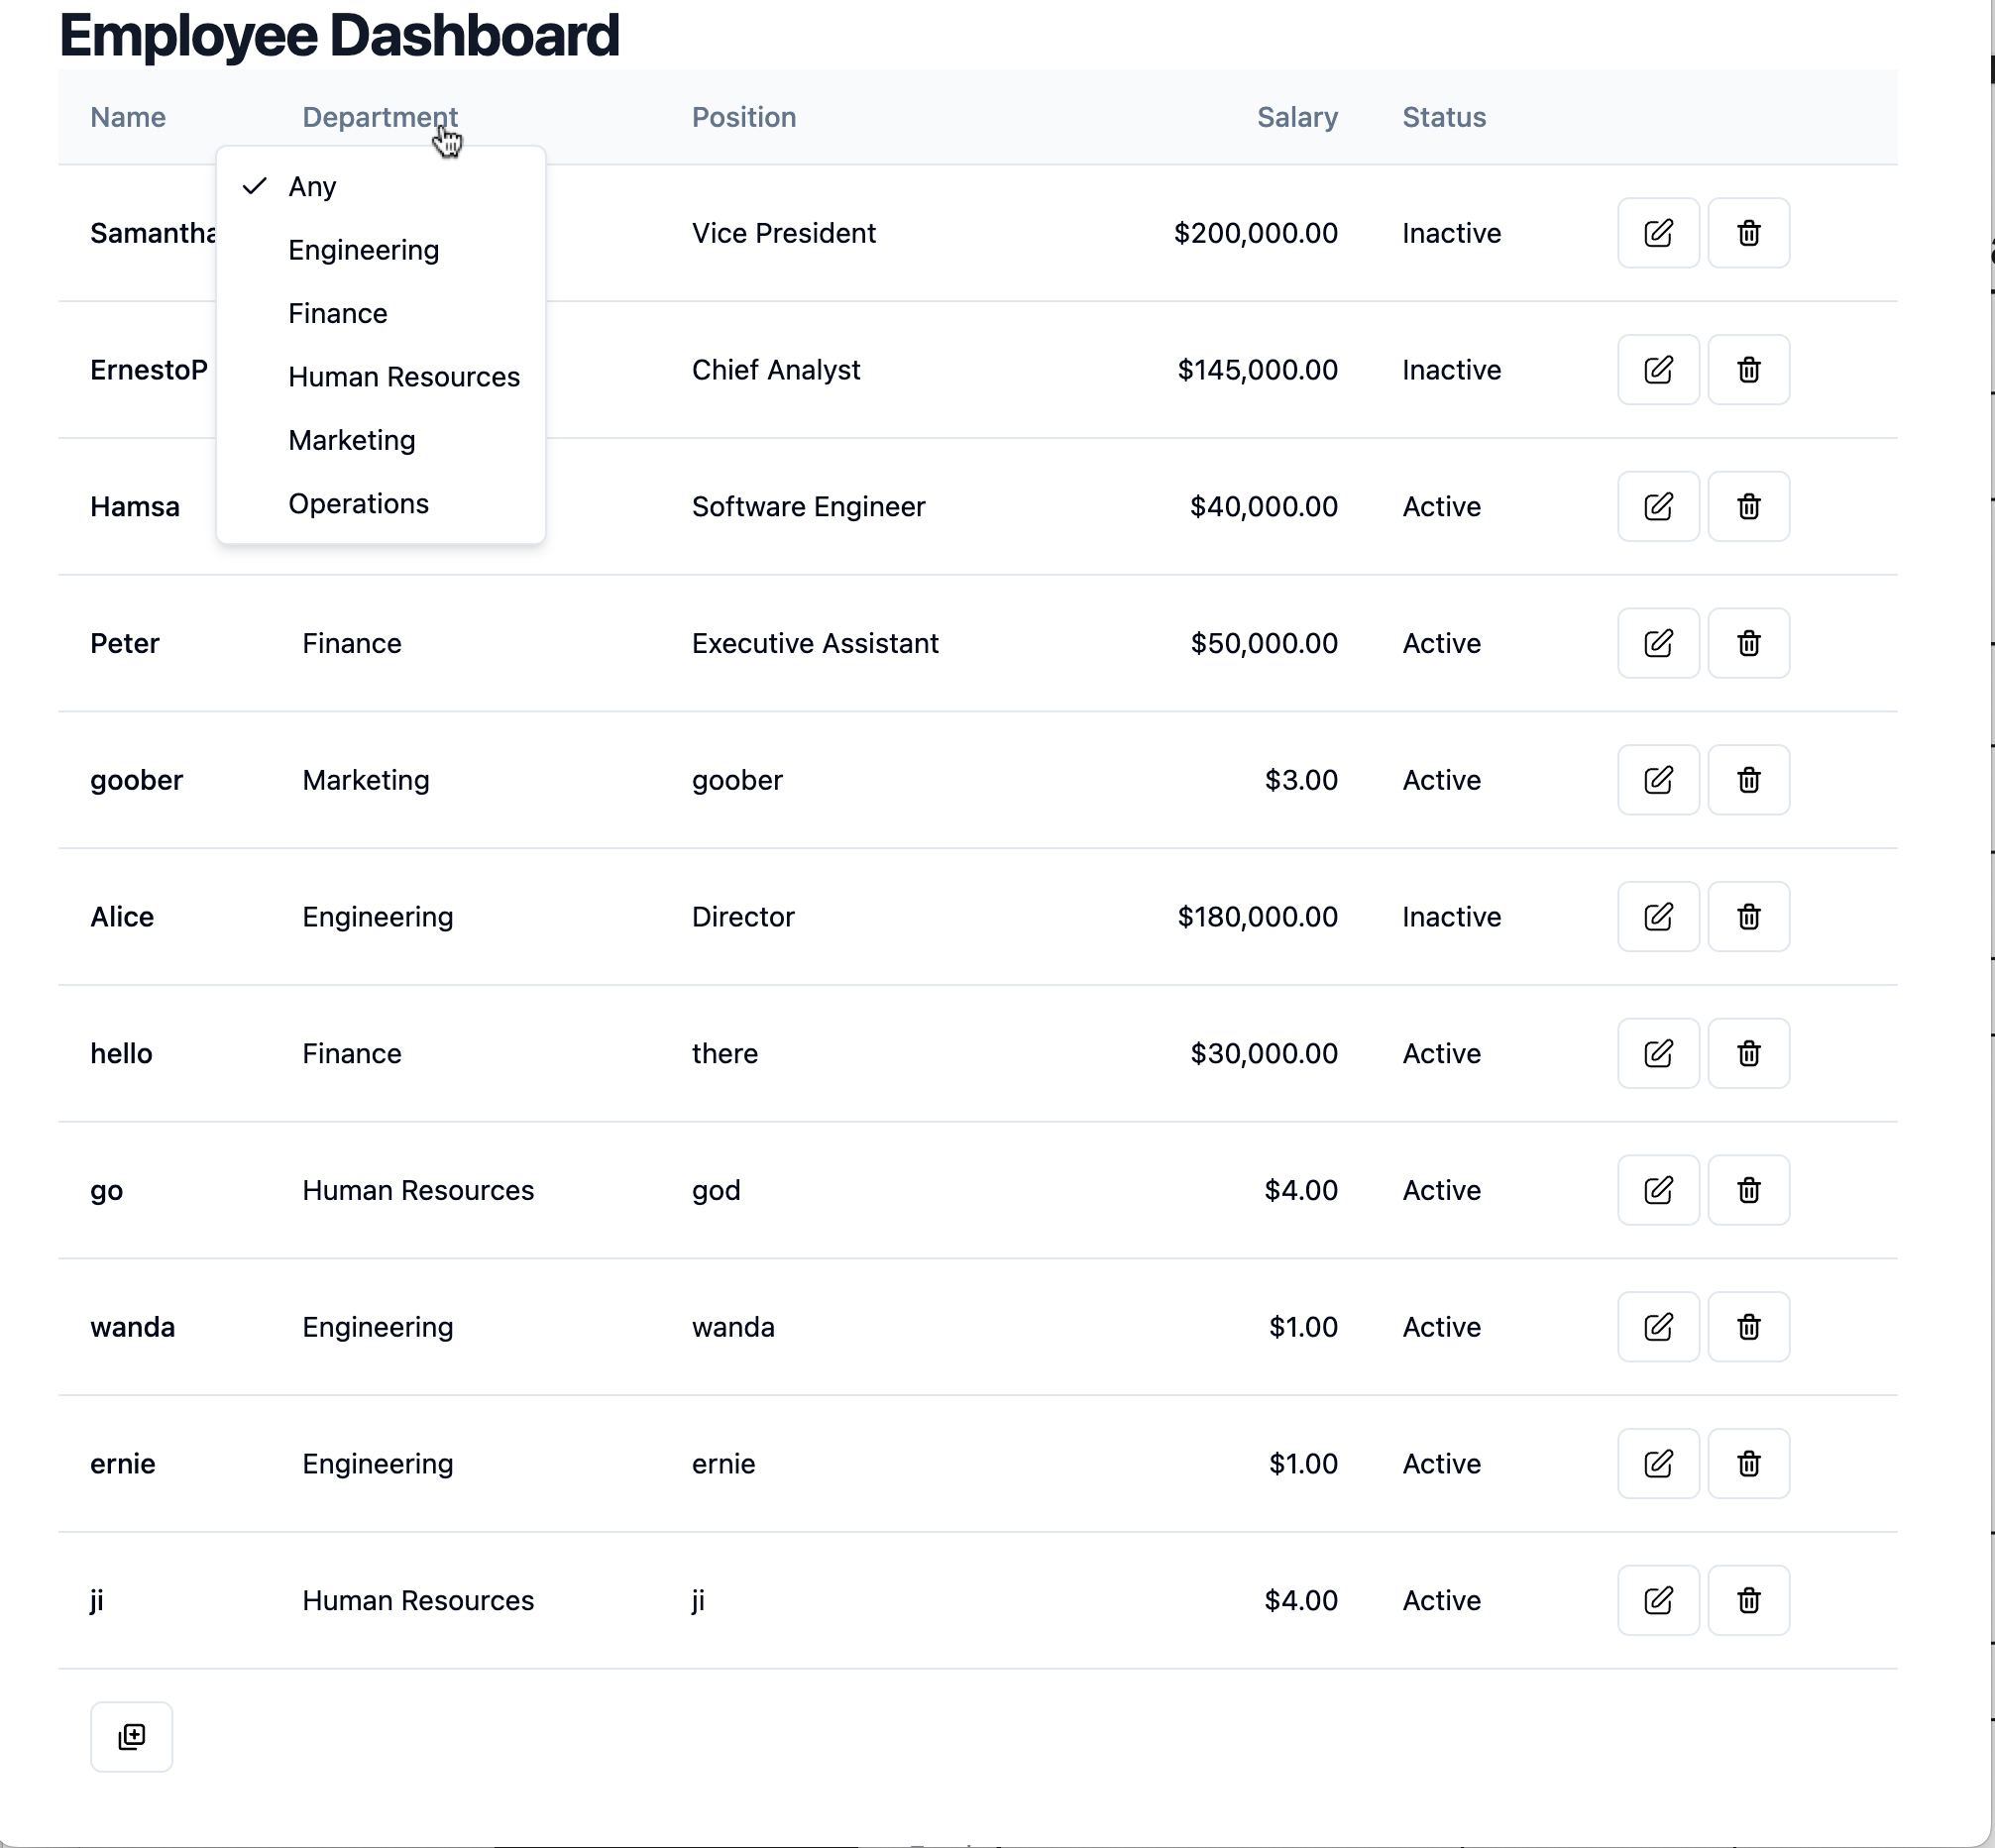 Employee Dashboard
Name Department Position Salary Status
Any
Engineering
Finance
Human Resources
Marketing
Operations
Samantha Vice President $200,000.00 Inactive
ErnestoP Chief Analyst $145,000.00 Inactive
Hamsa Software Engineer $40,000.00 Active
Peter Finance Executive Assistant $50,000.00 Active
goober Marketing goober $3.00 Active
Alice Engineering Director $180,000.00 Inactive
hello Finance there $30,000.00 Active
go Human Resources god $4.00 Active
wanda Engineering wanda $1.00 Active
ernie Engineering ernie $1.00 Active
ji Human Resources ji $4.00 Active